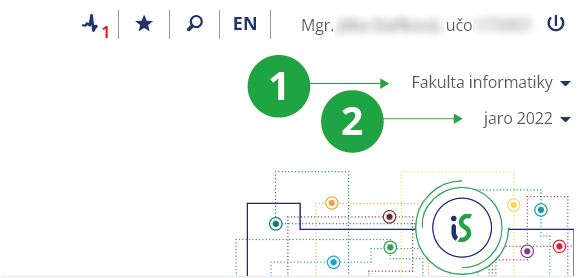 1 EN Mgr. učo
1 Fakulta informatiky
2 jaro 2022
iS